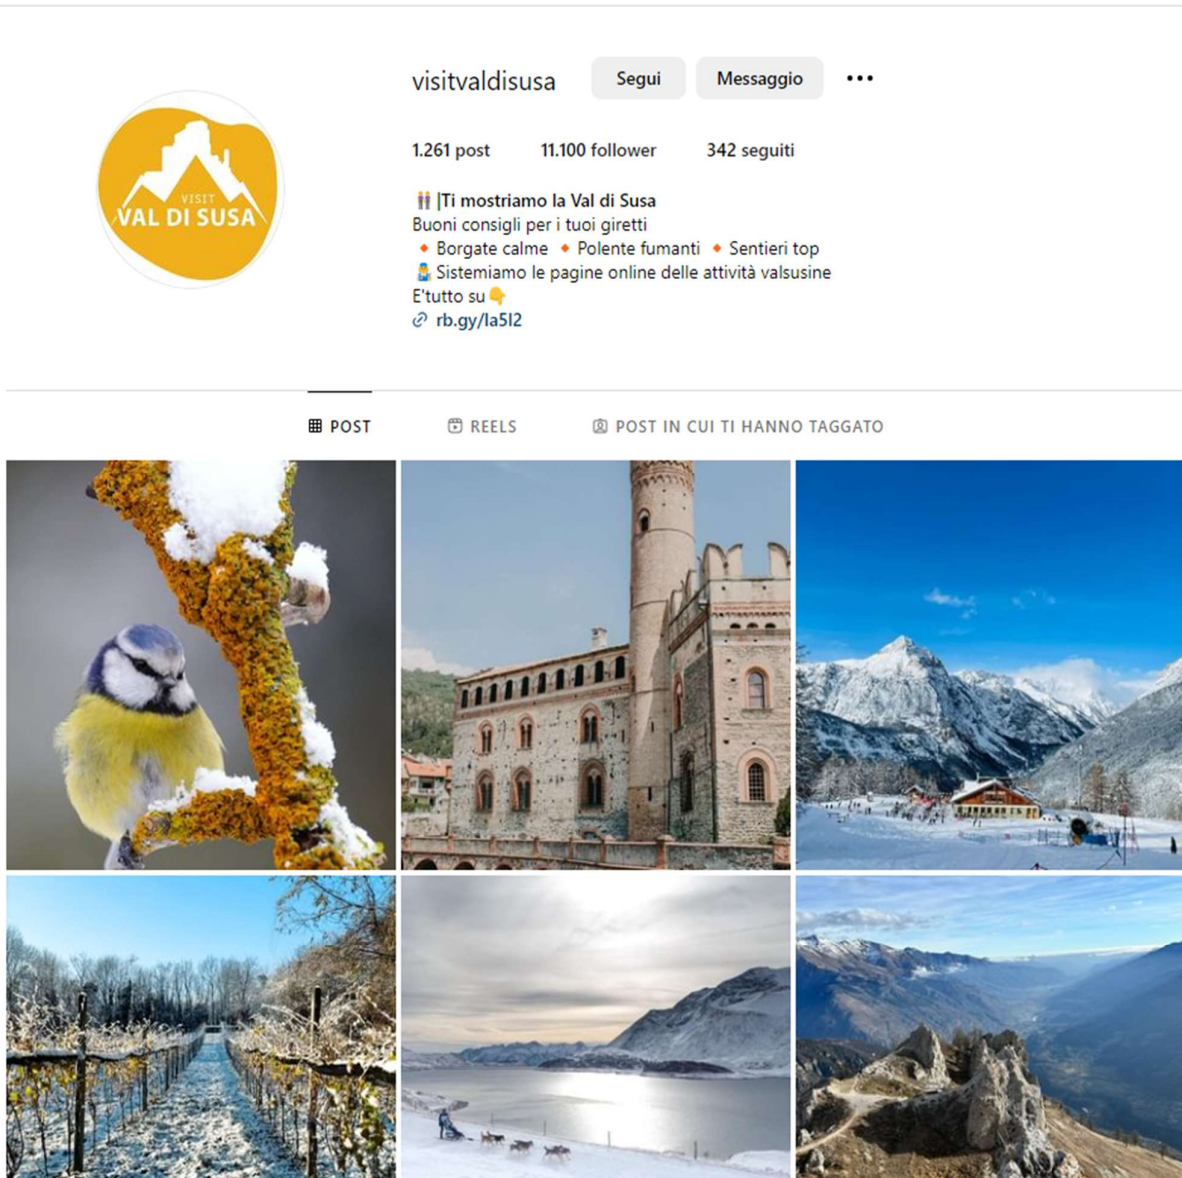 visitvaldisusa Segui Messaggio
VISIT
VAL DI SUSA
1.261 post 11.100 follower 342 seguiti
|Ti mostriamo la Val di Susa
Buoni consigli per i tuoi giretti
🔸Borgate calme 🔸Polente fumanti 🔸Sentieri top
Sistemiamo le pagine online delle attività valsusine
E'tutto su👇
rb.gy/la5l2
POST REELS POST IN CUI TI HANNO TAGGATO